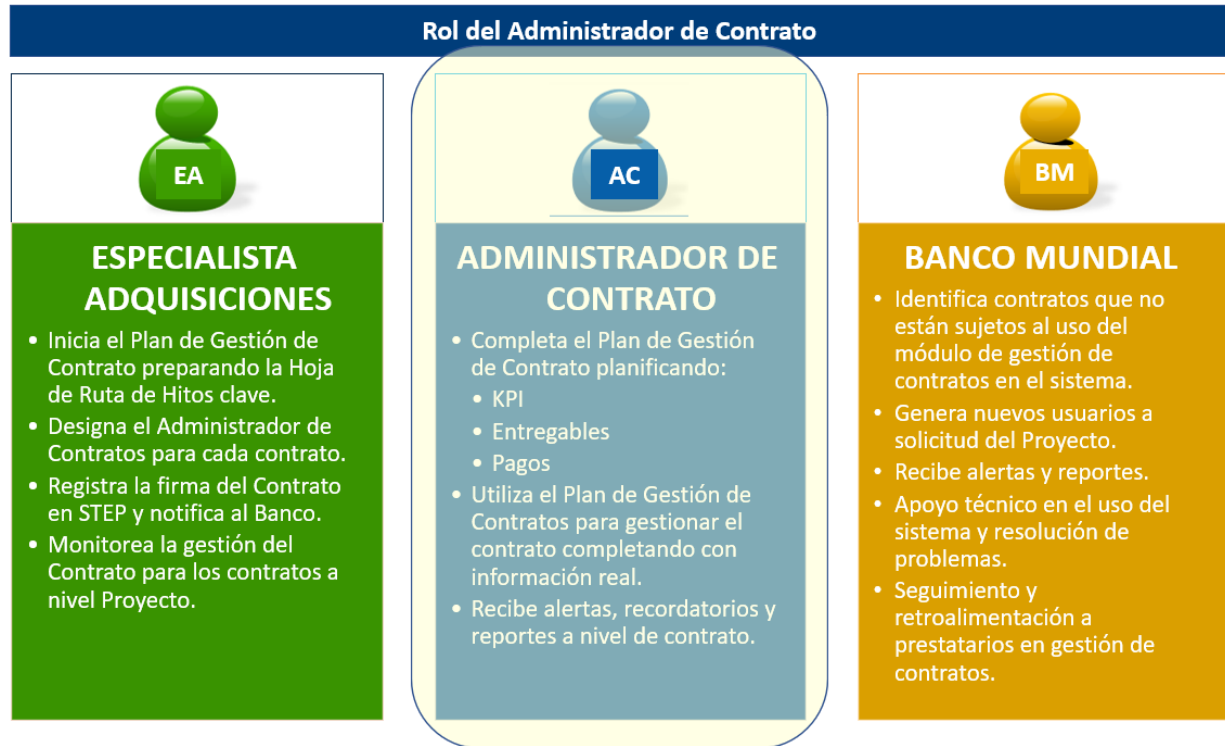 Rol del Administrador de Contrato
EA
ESPECIALISTA
ADQUISICIONES
• Inicia el Plan de Gestión de
Contrato preparando la Hoja
de Ruta de Hitos clave.
• Designa el Administrador de
Contratos para cada contrato.
• Registra la firma del Contrato
en STEP y notifica al Banco.
• Monitorea la gestión del
Contrato para los contratos a
nivel Proyecto.
AC
ADMINISTRADOR DE
CONTRATO
• Completa el Plan de Gestión
de Contrato planificando:
• KPI
• Entregables
• Pagos
• Utiliza el Plan de Gestión de
Contratos para gestionar el
contrato completando con
información real.
• Recibe alertas, recordatorios y
reportes a nivel de contrato.
BM
BANCO MUNDIAL
• Identifica contratos que no
están sujetos al uso del
módulo de gestión de
contratos en el sistema.
• Genera nuevos usuarios a
solicitud del Proyecto.
• Recibe alertas y reportes.
• Apoyo técnico en el uso del
sistema y resolución de
problemas.
• Seguimiento y
retroalimentación a
prestatarios en gestión de
contratos.